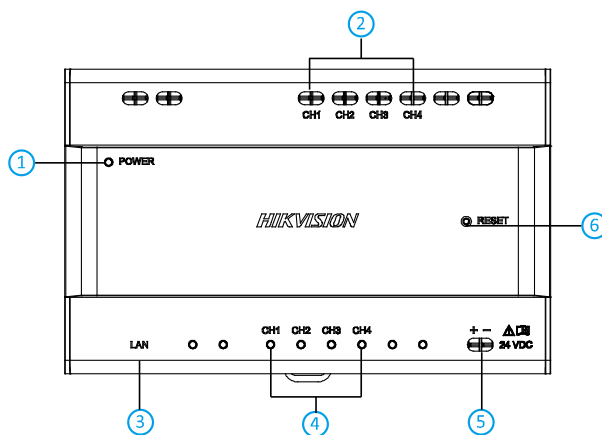 2
CH1 CH2 CH3 CH4
1 POWER
HIKVISION
RESET 6
CH1 CH2 CH3 CH4 + -
LAN 24 VDC
3 4 5